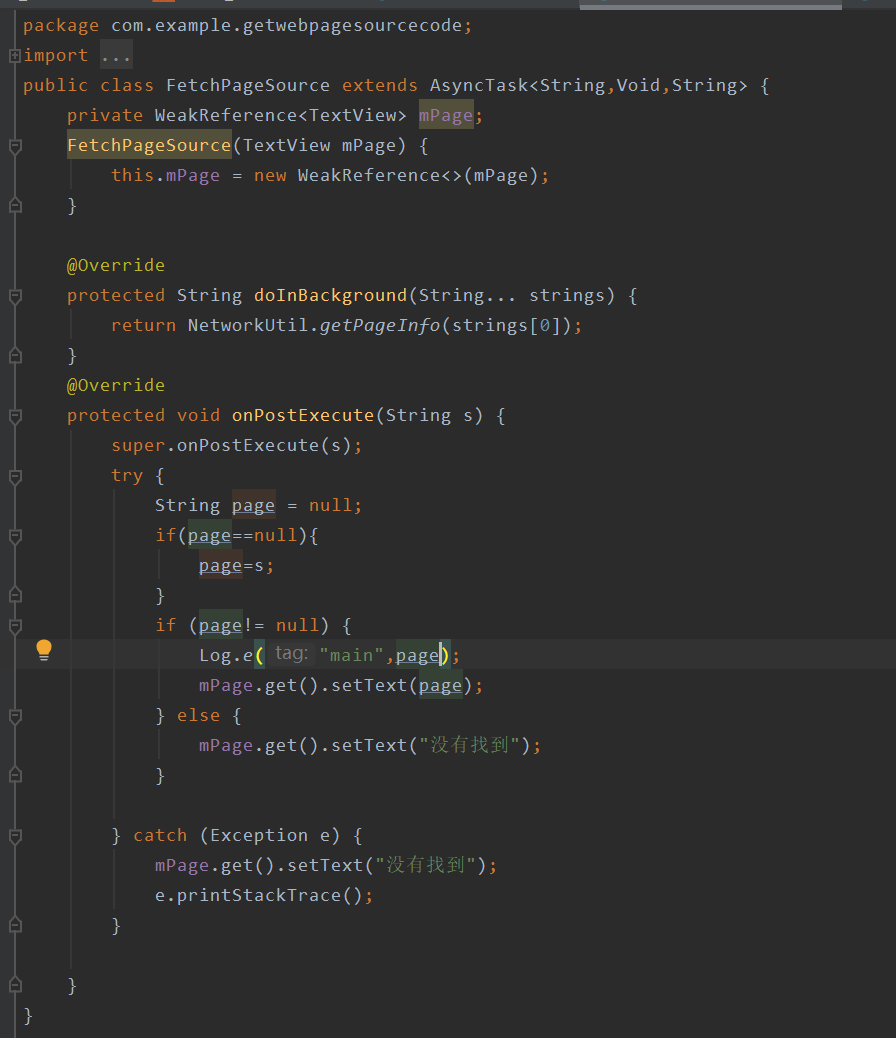 package com.example.getwebpagesourcecode;
import ...
public class FetchPageSource extends AsyncTask<String,Void,String> {
    private WeakReference<TextView> mPage;
    FetchPageSource(TextView mPage) {
        this.mPage = new WeakReference<>(mPage);
    }

    @Override
    protected String doInBackground(String... strings) {
        return NetworkUtil.getPageInfo(strings[0]);
    }
    @Override
    protected void onPostExecute(String s) {
        super.onPostExecute(s);
        try {
            String page = null;
            if(page==null){
                page=s;
            }
            if (page!= null) {
                Log.e( tag: "main",page);
                mPage.get().setText(page);
            } else {
                mPage.get().setText("没有找到");
            }

        } catch (Exception e) {
            mPage.get().setText("没有找到");
            e.printStackTrace();
        }

    }
}